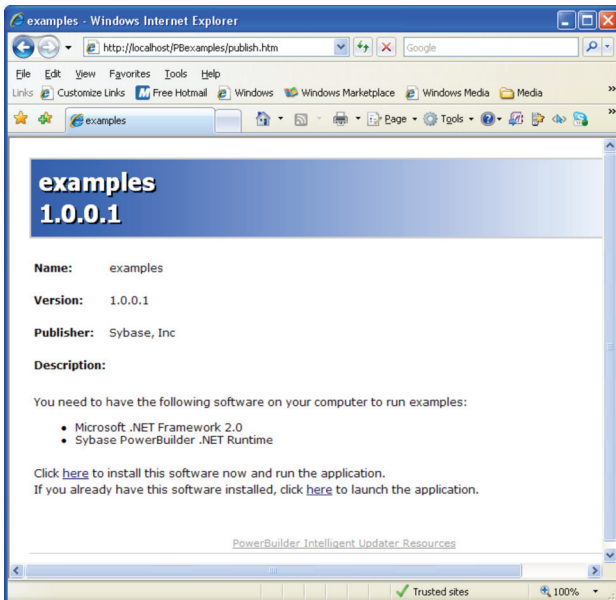 examples - Windows Internet Explorer
http://localhost/PBexamples/publish.htm
Google
File Edit View Favorites Tools Help
Links Customize Links Free Hotmail Windows Windows Marketplace Windows Media Media »
examples Page Tools »
examples
1.0.0.1
Name: examples
Version: 1.0.0.1
Publisher: Sybase, Inc
Description:
You need to have the following software on your computer to run examples:
• Microsoft .NET Framework 2.0
• Sybase PowerBuilder .NET Runtime
Click here to install this software now and run the application.
If you already have this software installed, click here to launch the application.
PowerBuilder Intelligent Updater Resources
Trusted sites 100%